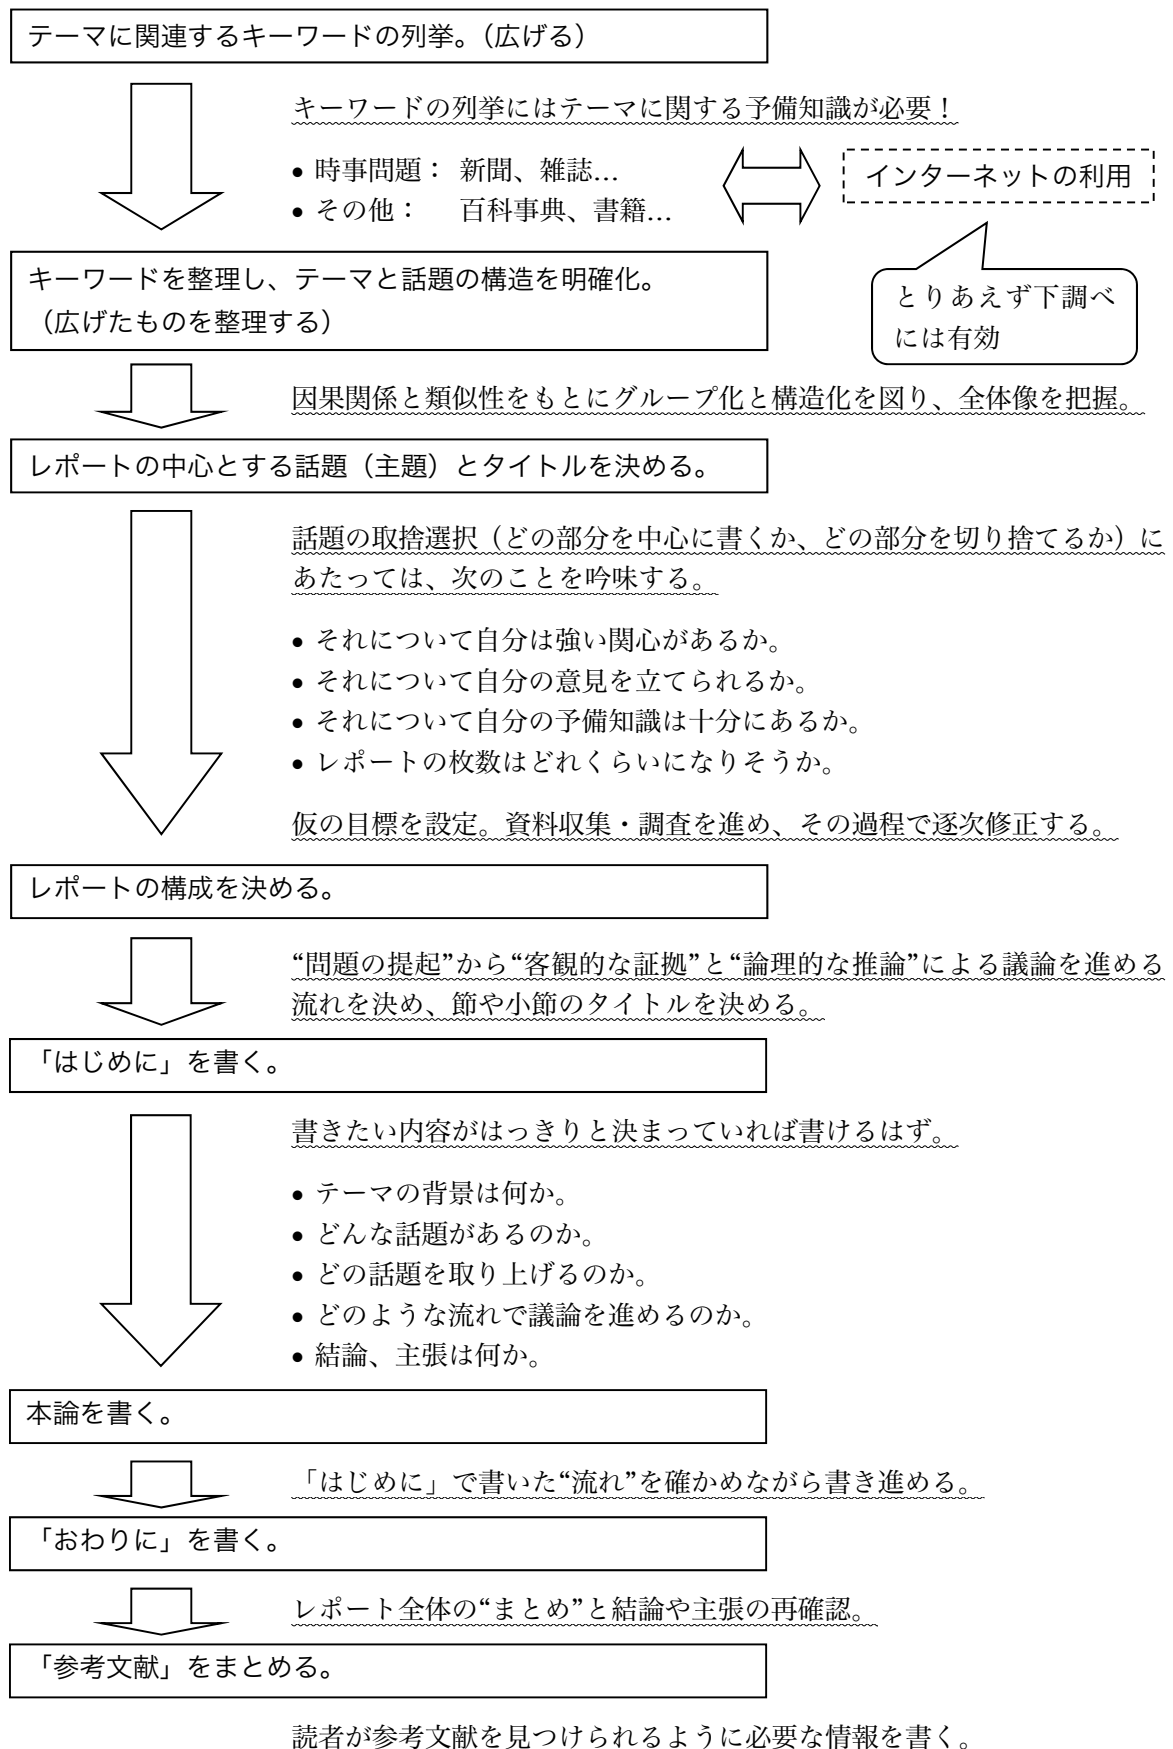 テーマに関連するキーワードの列挙。（広げる）
キーワードの列挙にはテーマに関する予備知識が必要！
• 時事問題： 新聞、雑誌…
• その他： 百科事典、書籍…
インターネットの利用
とりあえず下調べ
には有効
キーワードを整理し、テーマと話題の構造を明確化。
（広げたものを整理する）
因果関係と類似性をもとにグループ化と構造化を図り、全体像を把握。
レポートの中心とする話題（主題）とタイトルを決める。
話題の取捨選択（どの部分を中心に書くか、どの部分を切り捨てるか）に
あたっては、次のことを吟味する。
• それについて自分は強い関心があるか。
• それについて自分の意見を立てられるか。
• それについて自分の予備知識は十分にあるか。
• レポートの枚数はどれくらいになりそうか。
仮の目標を設定。資料収集・調査を進め、その過程で逐次修正する。
レポートの構成を決める。
“問題の提起”から“客観的な証拠”と“論理的な推論”による議論を進める
流れを決め、節や小節のタイトルを決める。
「はじめに」を書く。
書きたい内容がはっきりと決まっていれば書けるはず。
• テーマの背景は何か。
• どんな話題があるのか。
• どの話題を取り上げるのか。
• どのような流れで議論を進めるのか。
• 結論、主張は何か。
本論を書く。
「はじめに」で書いた“流れ”を確かめながら書き進める。
「おわりに」を書く。
レポート全体の“まとめ”と結論や主張の再確認。
「参考文献」をまとめる。
読者が参考文献を見つけられるように必要な情報を書く。